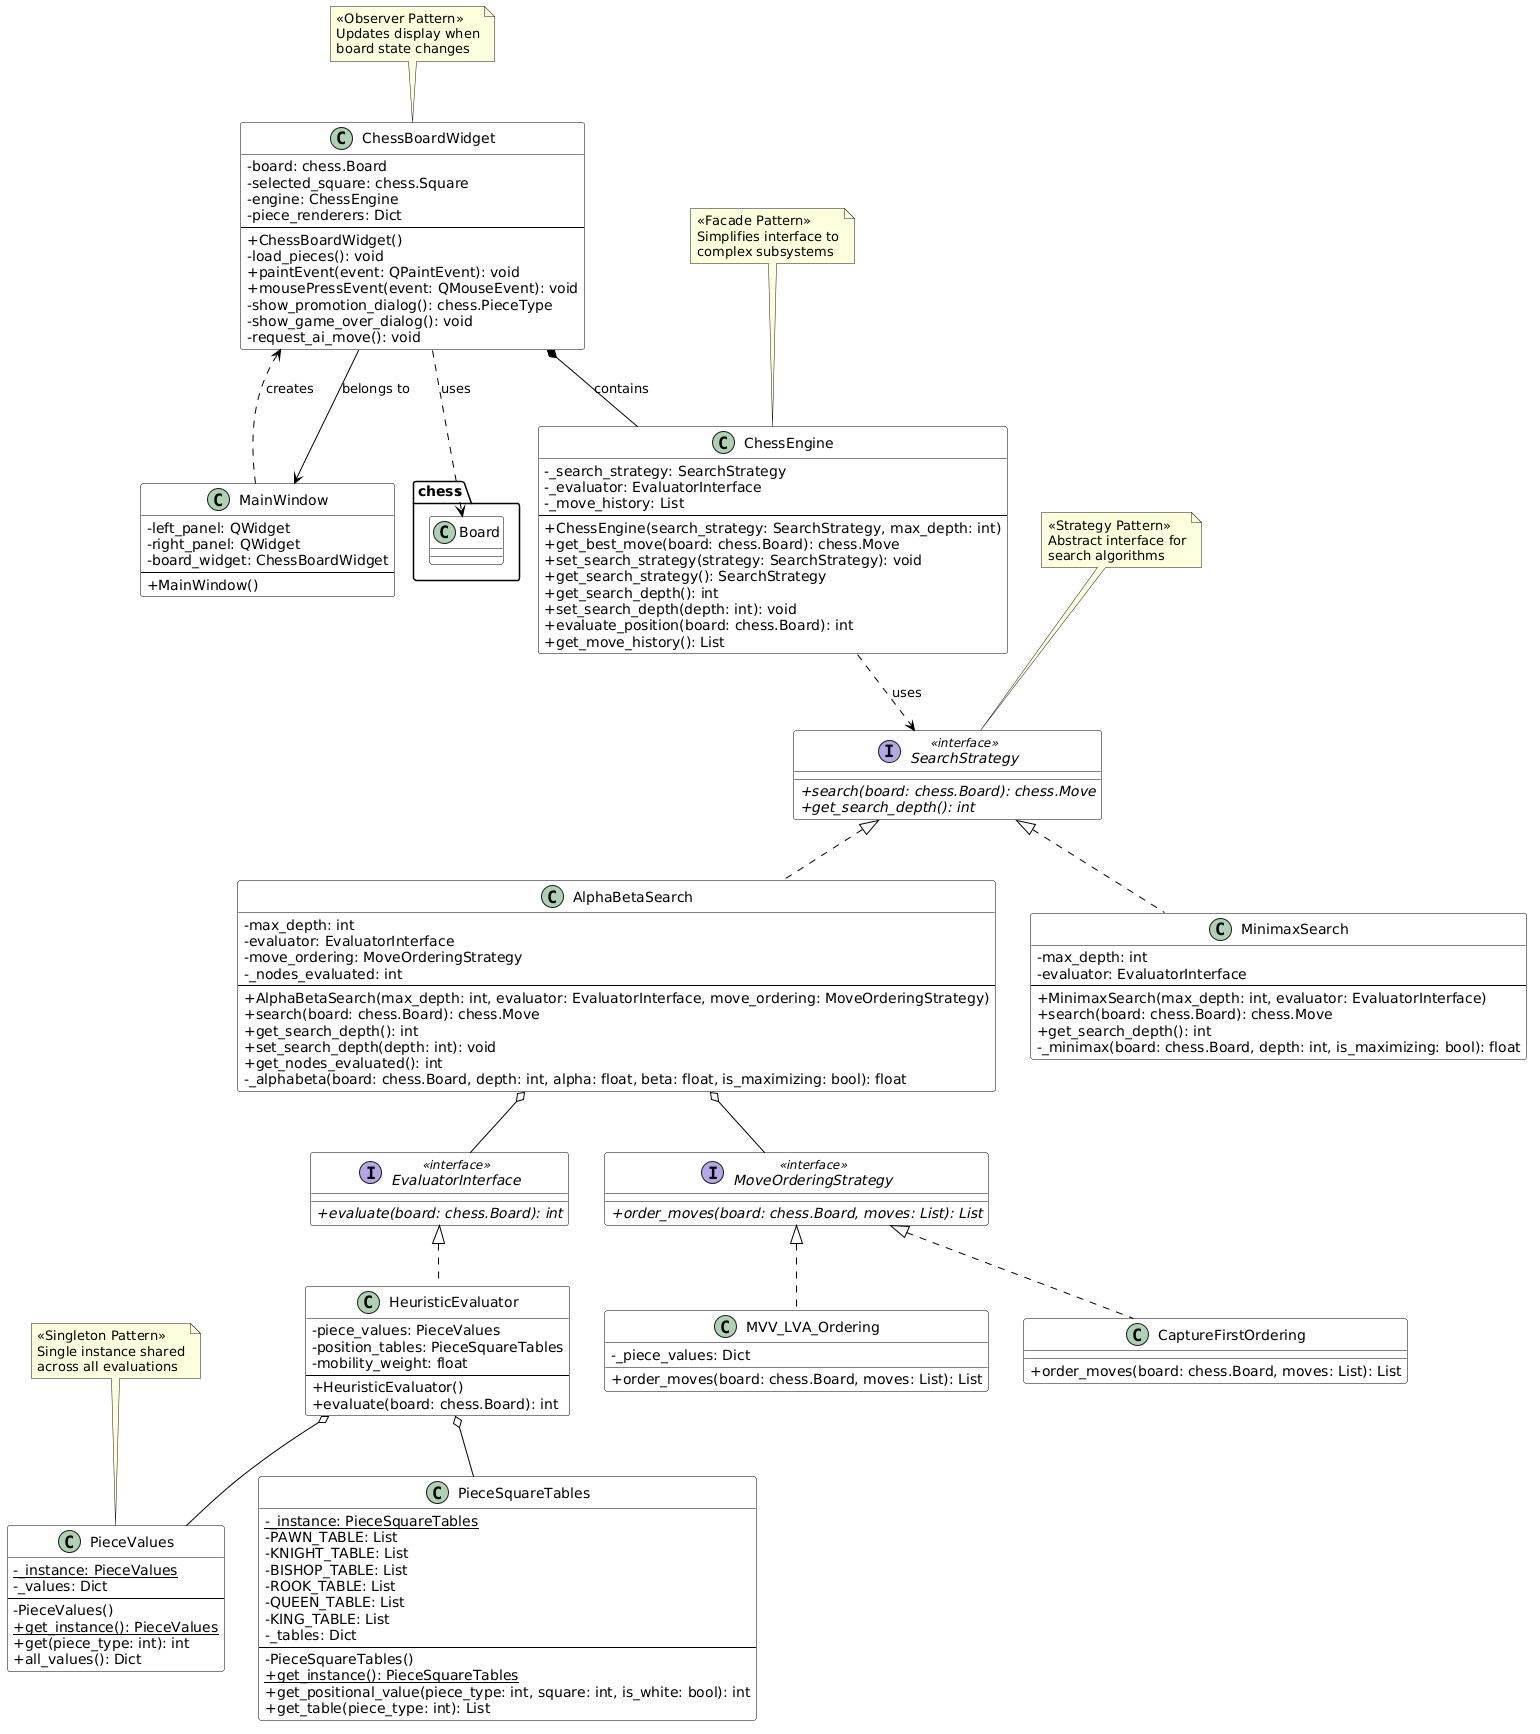 «Observer Pattern»
Updates display when
board state changes
C ChessBoardWidget
-board: chess.Board
-selected_square: chess.Square
-engine: ChessEngine
-piece_renderers: Dict
+ChessBoardWidget()
-load_pieces(): void
+paintEvent(event: QPaintEvent): void
+mousePressEvent(event: QMouseEvent): void
-show_promotion_dialog(): chess.PieceType
-show_game_over_dialog(): void
-request_ai_move(): void
«Facade Pattern»
Simplifies interface to
complex subsystems
creates
belongs to
uses
contains
C MainWindow
-left_panel: QWidget
-right_panel: QWidget
-board_widget: ChessBoardWidget
+MainWindow()
chess
C Board
C ChessEngine
-_search_strategy: SearchStrategy
-_evaluator: EvaluatorInterface
-_move_history: List
+ChessEngine(search_strategy: SearchStrategy, max_depth: int)
+get_best_move(board: chess.Board): chess.Move
+set_search_strategy(strategy: SearchStrategy): void
+get_search_strategy(): SearchStrategy
+get_search_depth(): int
+set_search_depth(depth: int): void
+evaluate_position(board: chess.Board): int
+get_move_history(): List
«Strategy Pattern»
Abstract interface for
search algorithms
uses
«interface»
I SearchStrategy
+search(board: chess.Board): chess.Move
+get_search_depth(): int
C AlphaBetaSearch
-max_depth: int
-evaluator: EvaluatorInterface
-move_ordering: MoveOrderingStrategy
-_nodes_evaluated: int
+AlphaBetaSearch(max_depth: int, evaluator: EvaluatorInterface, move_ordering: MoveOrderingStrategy)
+search(board: chess.Board): chess.Move
+get_search_depth(): int
+set_search_depth(depth: int): void
+get_nodes_evaluated(): int
-_alphabeta(board: chess.Board, depth: int, alpha: float, beta: float, is_maximizing: bool): float
C MinimaxSearch
-max_depth: int
-evaluator: EvaluatorInterface
+MinimaxSearch(max_depth: int, evaluator: EvaluatorInterface)
+search(board: chess.Board): chess.Move
+get_search_depth(): int
-_minimax(board: chess.Board, depth: int, is_maximizing: bool): float
«interface»
I EvaluatorInterface
+evaluate(board: chess.Board): int
«interface»
I MoveOrderingStrategy
+order_moves(board: chess.Board, moves: List): List
C HeuristicEvaluator
-piece_values: PieceValues
-position_tables: PieceSquareTables
-mobility_weight: float
+HeuristicEvaluator()
+evaluate(board: chess.Board): int
C MVV_LVA_Ordering
-_piece_values: Dict
+order_moves(board: chess.Board, moves: List): List
C CaptureFirstOrdering
+order_moves(board: chess.Board, moves: List): List
«Singleton Pattern»
Single instance shared
across all evaluations
C PieceValues
-_instance: PieceValues
-_values: Dict
-PieceValues()
+get_instance(): PieceValues
+get(piece_type: int): int
+all_values(): Dict
C PieceSquareTables
-_instance: PieceSquareTables
-PAWN_TABLE: List
-KNIGHT_TABLE: List
-BISHOP_TABLE: List
-ROOK_TABLE: List
-QUEEN_TABLE: List
-KING_TABLE: List
-_tables: Dict
-PieceSquareTables()
+get_instance(): PieceSquareTables
+get_positional_value(piece_type: int, square: int, is_white: bool): int
+get_table(piece_type: int): List